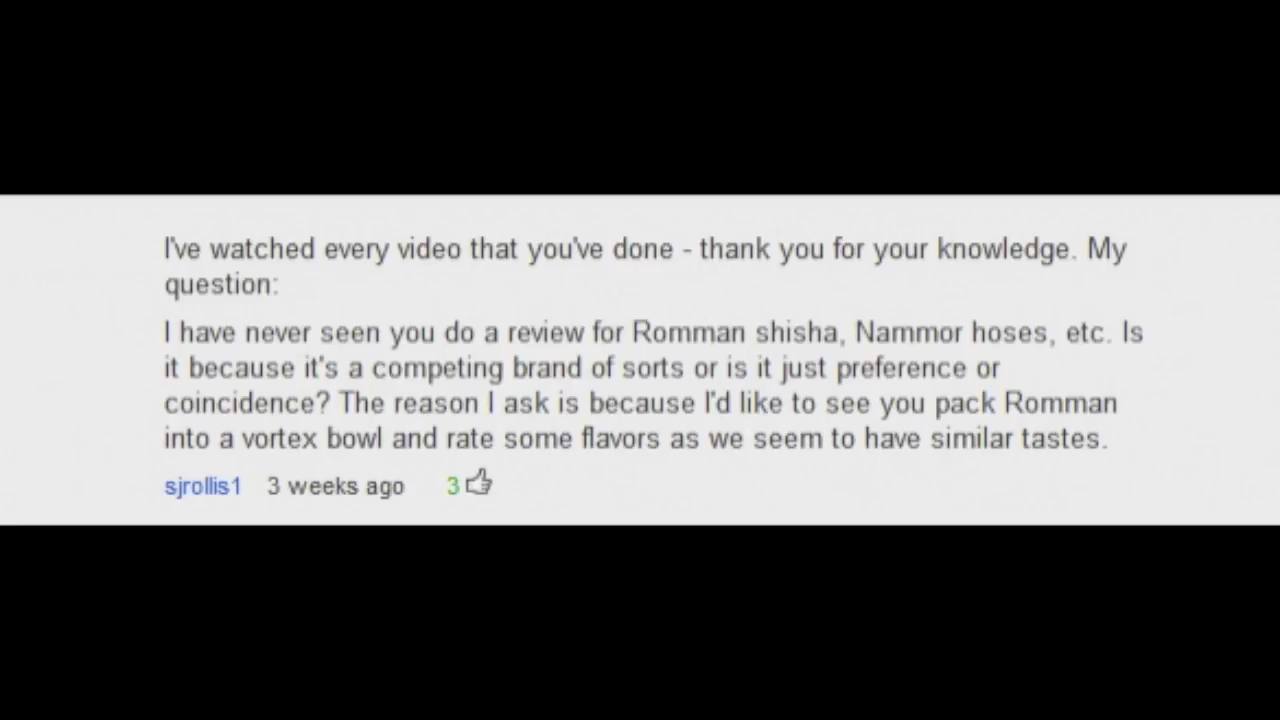 I've watched every video that you've done - thank you for your knowledge. My
question:
I have never seen you do a review for Romman shisha, Nammor hoses, etc. Is
it because it's a competing brand of sorts or is it just preference or
coincidence? The reason I ask is because I'd like to see you pack Romman
into a vortex bowl and rate some flavors as we seem to have similar tastes.
sjrollis1 3 weeks ago 3